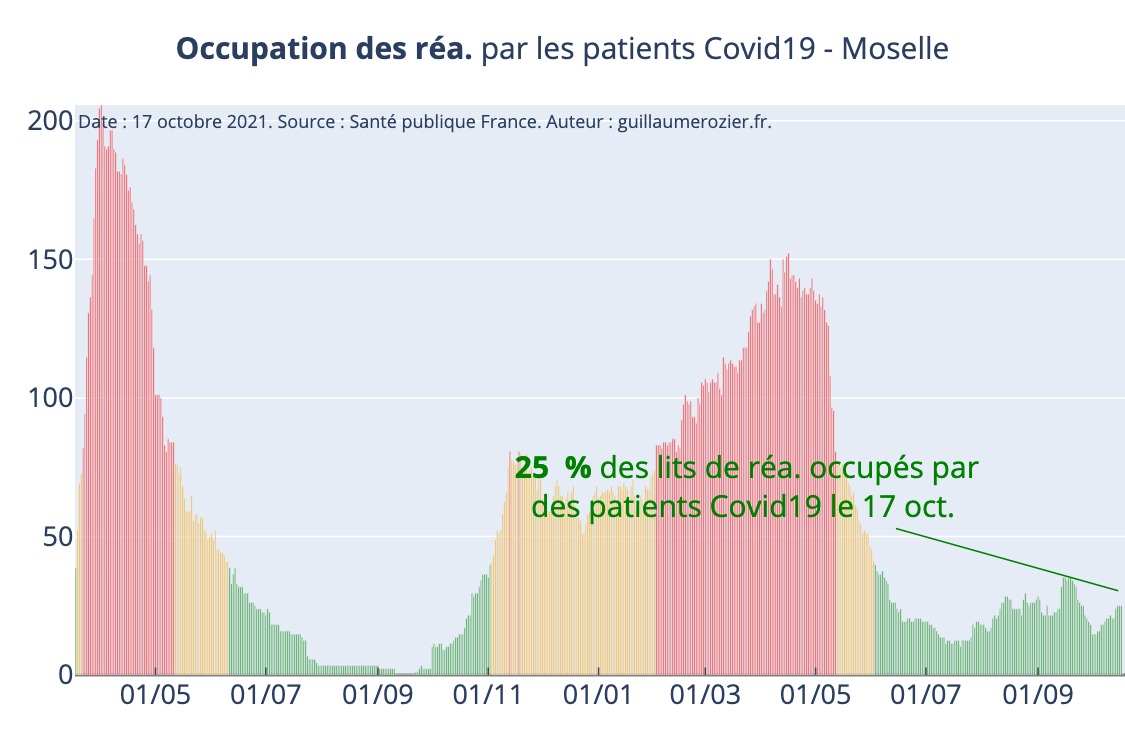 Occupation des réa. par les patients Covid19 - Moselle
200
Date : 17 octobre 2021. Source : Santé publique France. Auteur : guillaumerozier.fr.
150
100
25 % des lits de réa. occupés par
des patients Covid19 le 17 oct.
50
0
01/05 01/07 01/09 01/11 01/01 01/03 01/05 01/07 01/09